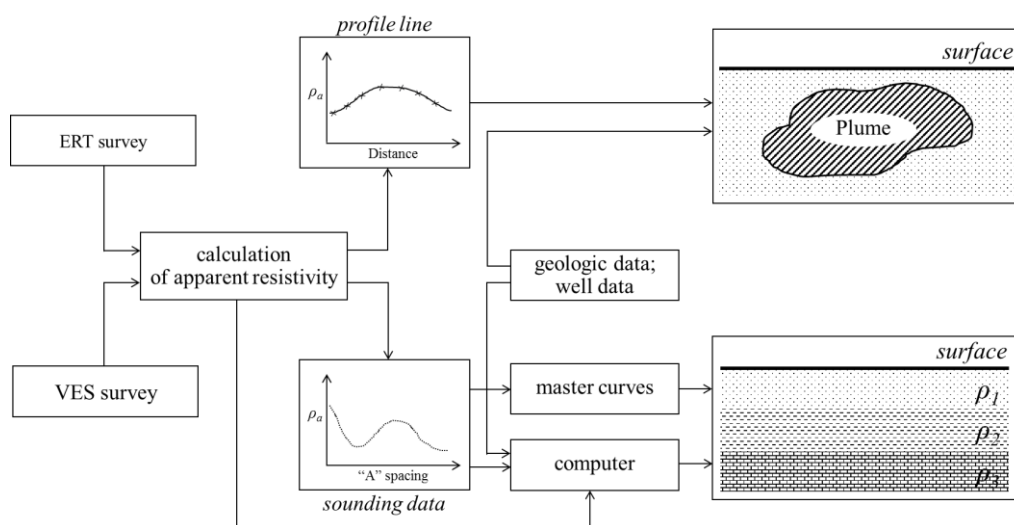 profile line
ρₐ
Distance
surface
Plume
ERT survey
calculation
of apparent resistivity
geologic data;
well data
VES survey
ρₐ
“A” spacing
sounding data
master curves
computer
surface
ρ₁
ρ₂
ρ₃